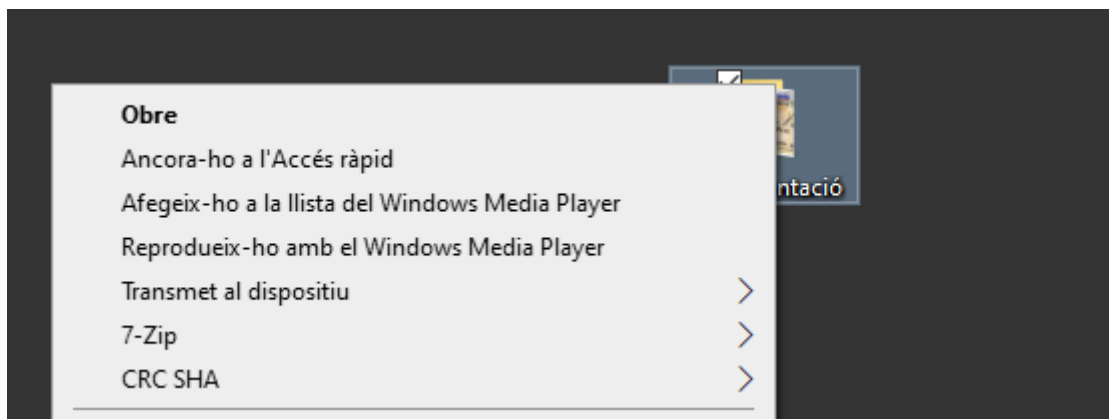 Obre
Ancora-ho a l'Accés ràpid
Afegeix-ho a la llista del Windows Media Player
Reprodueix-ho amb el Windows Media Player
Transmet al dispositiu
7-Zip
CRC SHA
ntació